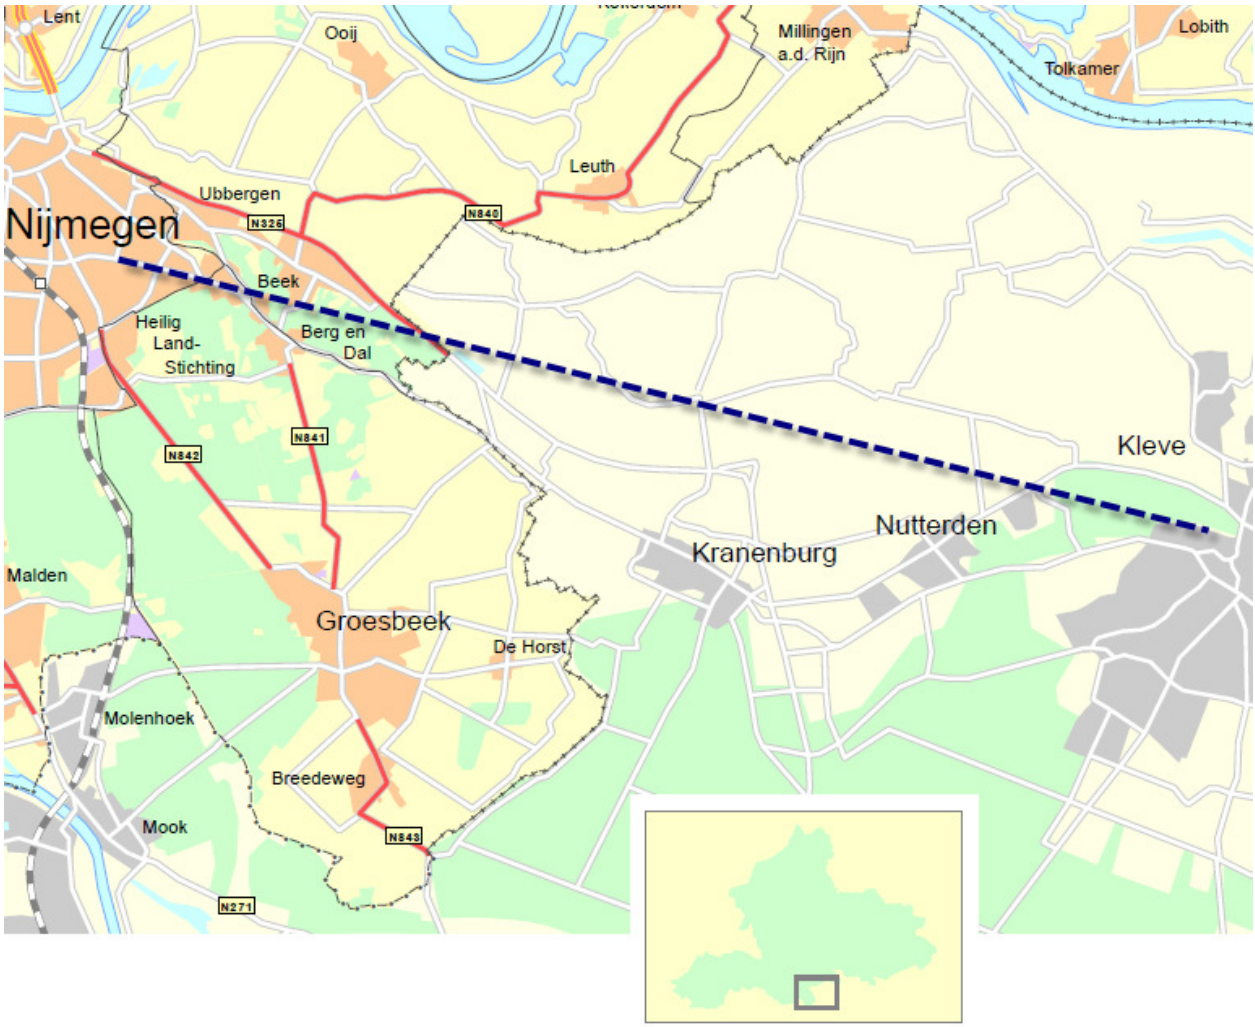 Lent
Ooij
Millingen
a.d. Rijn
Lobith
Tolkamer
Leuth
Ubbergen
N326
N840
Nijmegen
Beek
Heilig
Land-
Stichting
Berg en
Dal
N841
N842
Kleve
Nutterden
Kranenburg
Malden
Groesbeek
De Horst
Molenhoek
Breedeweg
Mook
N843
N271